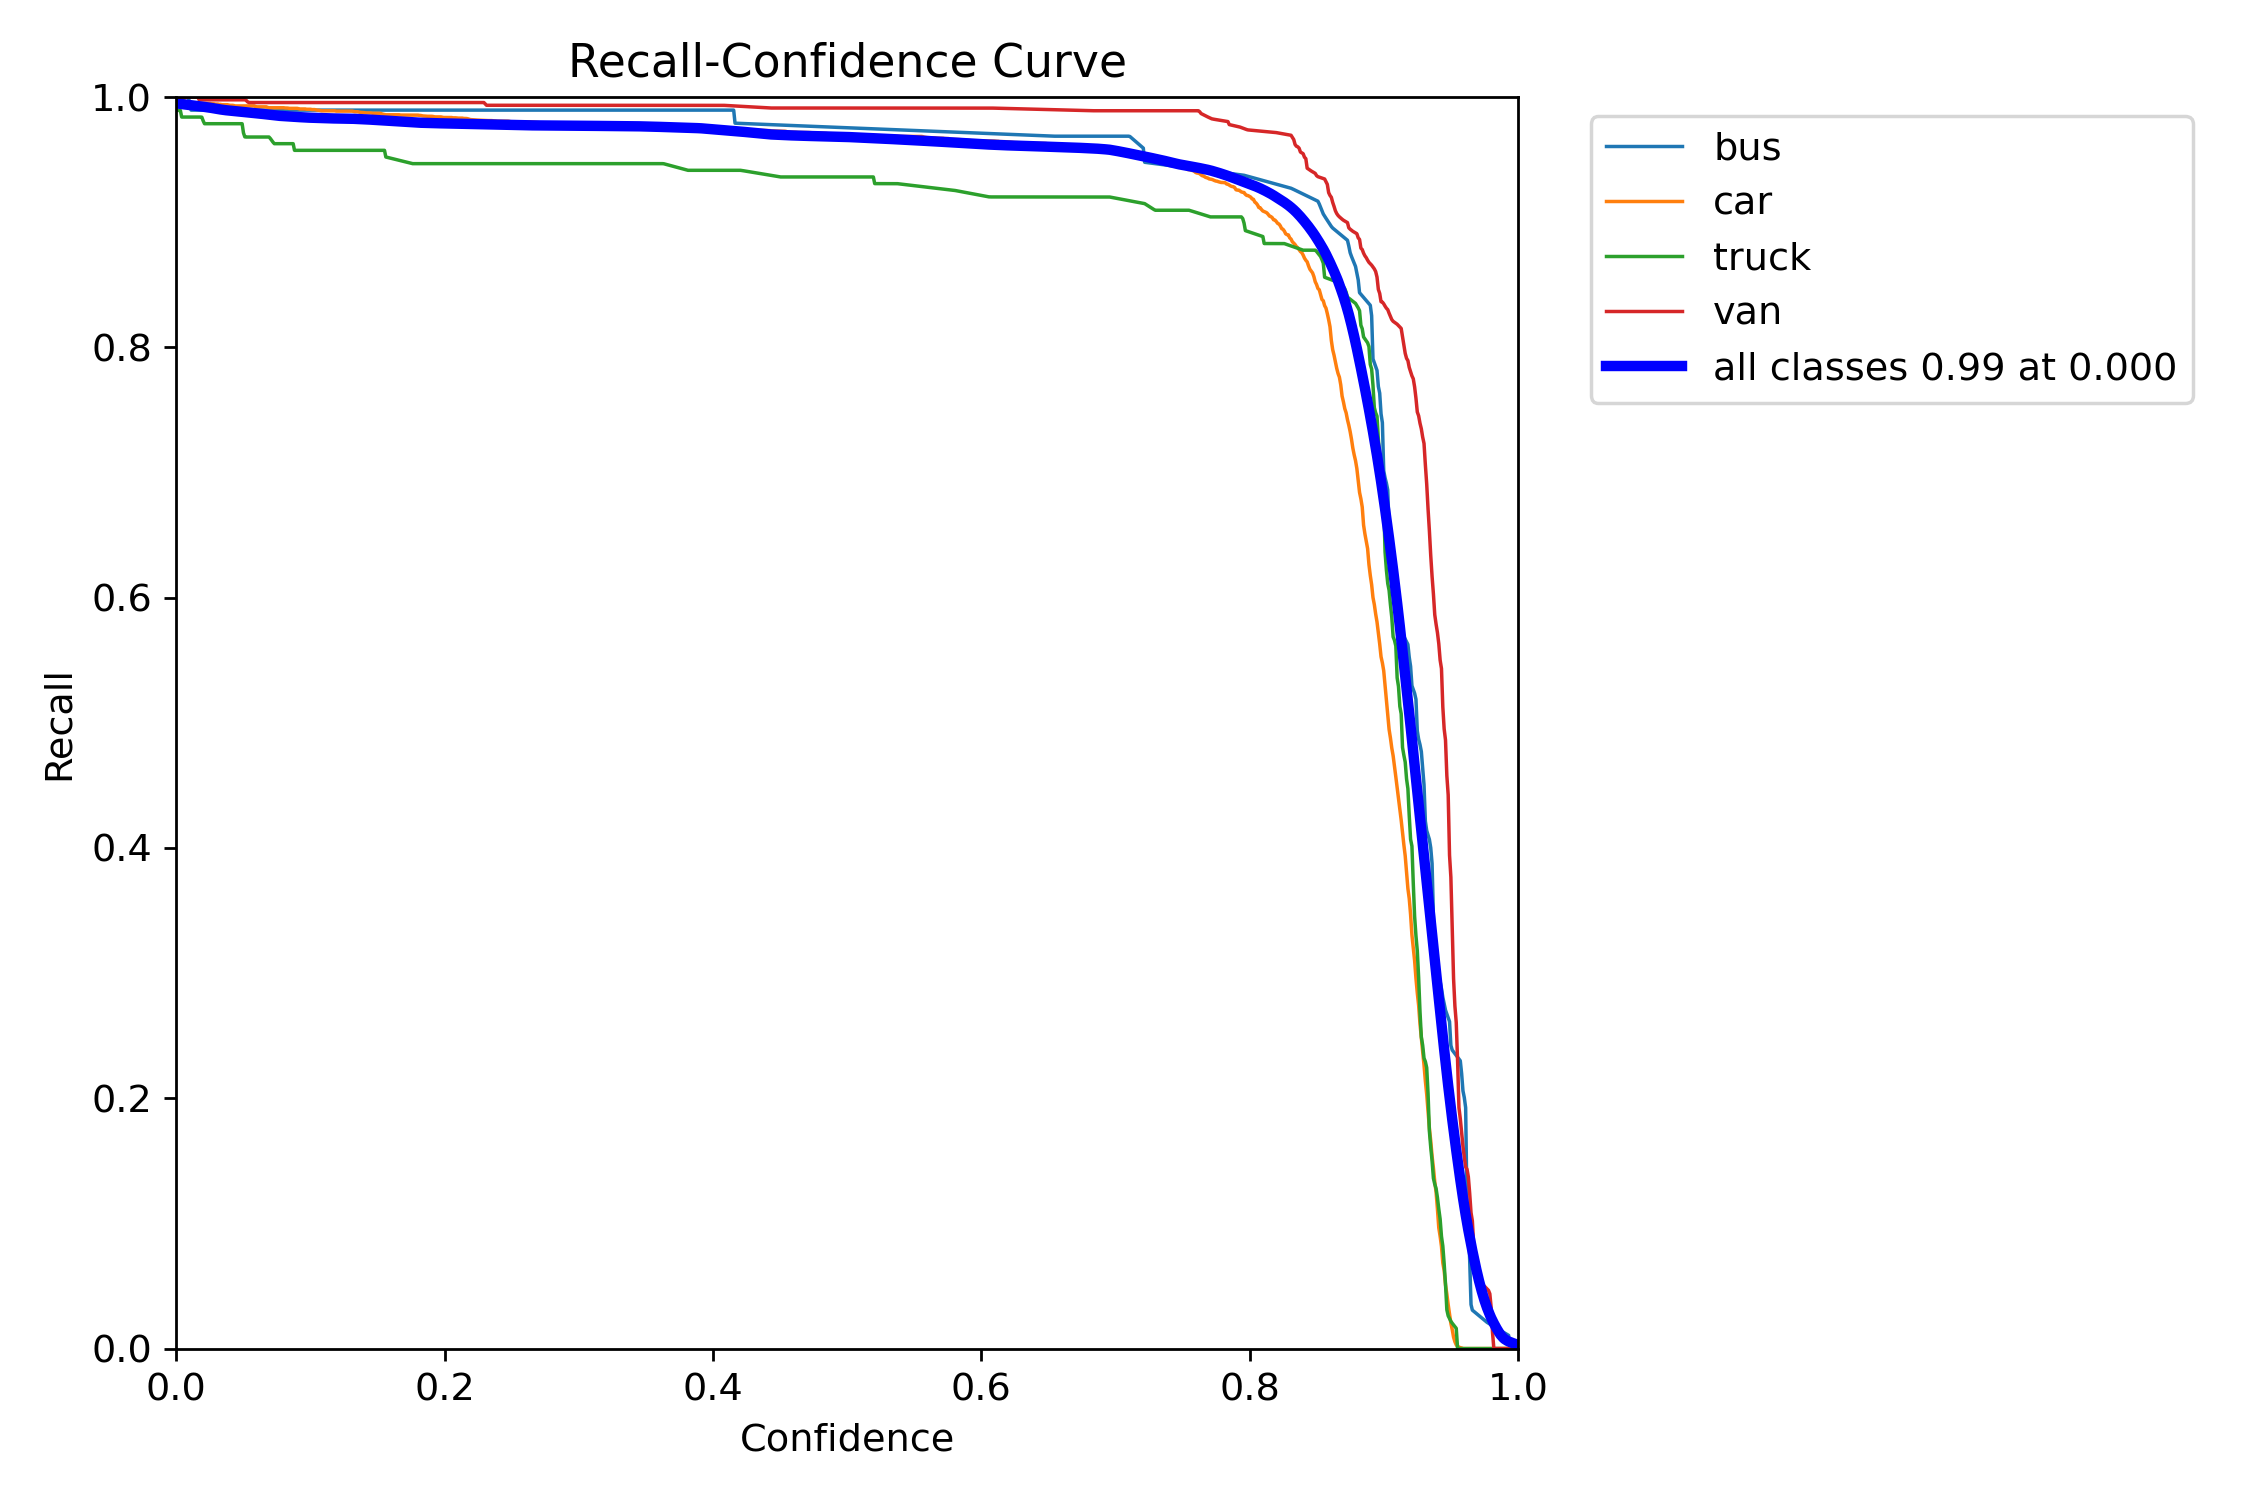 Recall-Confidence Curve
1.0
0.8
0.6
0.4
0.2
0.0
Recall
0.0 0.2 0.4 0.6 0.8 1.0
Confidence
bus
car
truck
van
all classes 0.99 at 0.000